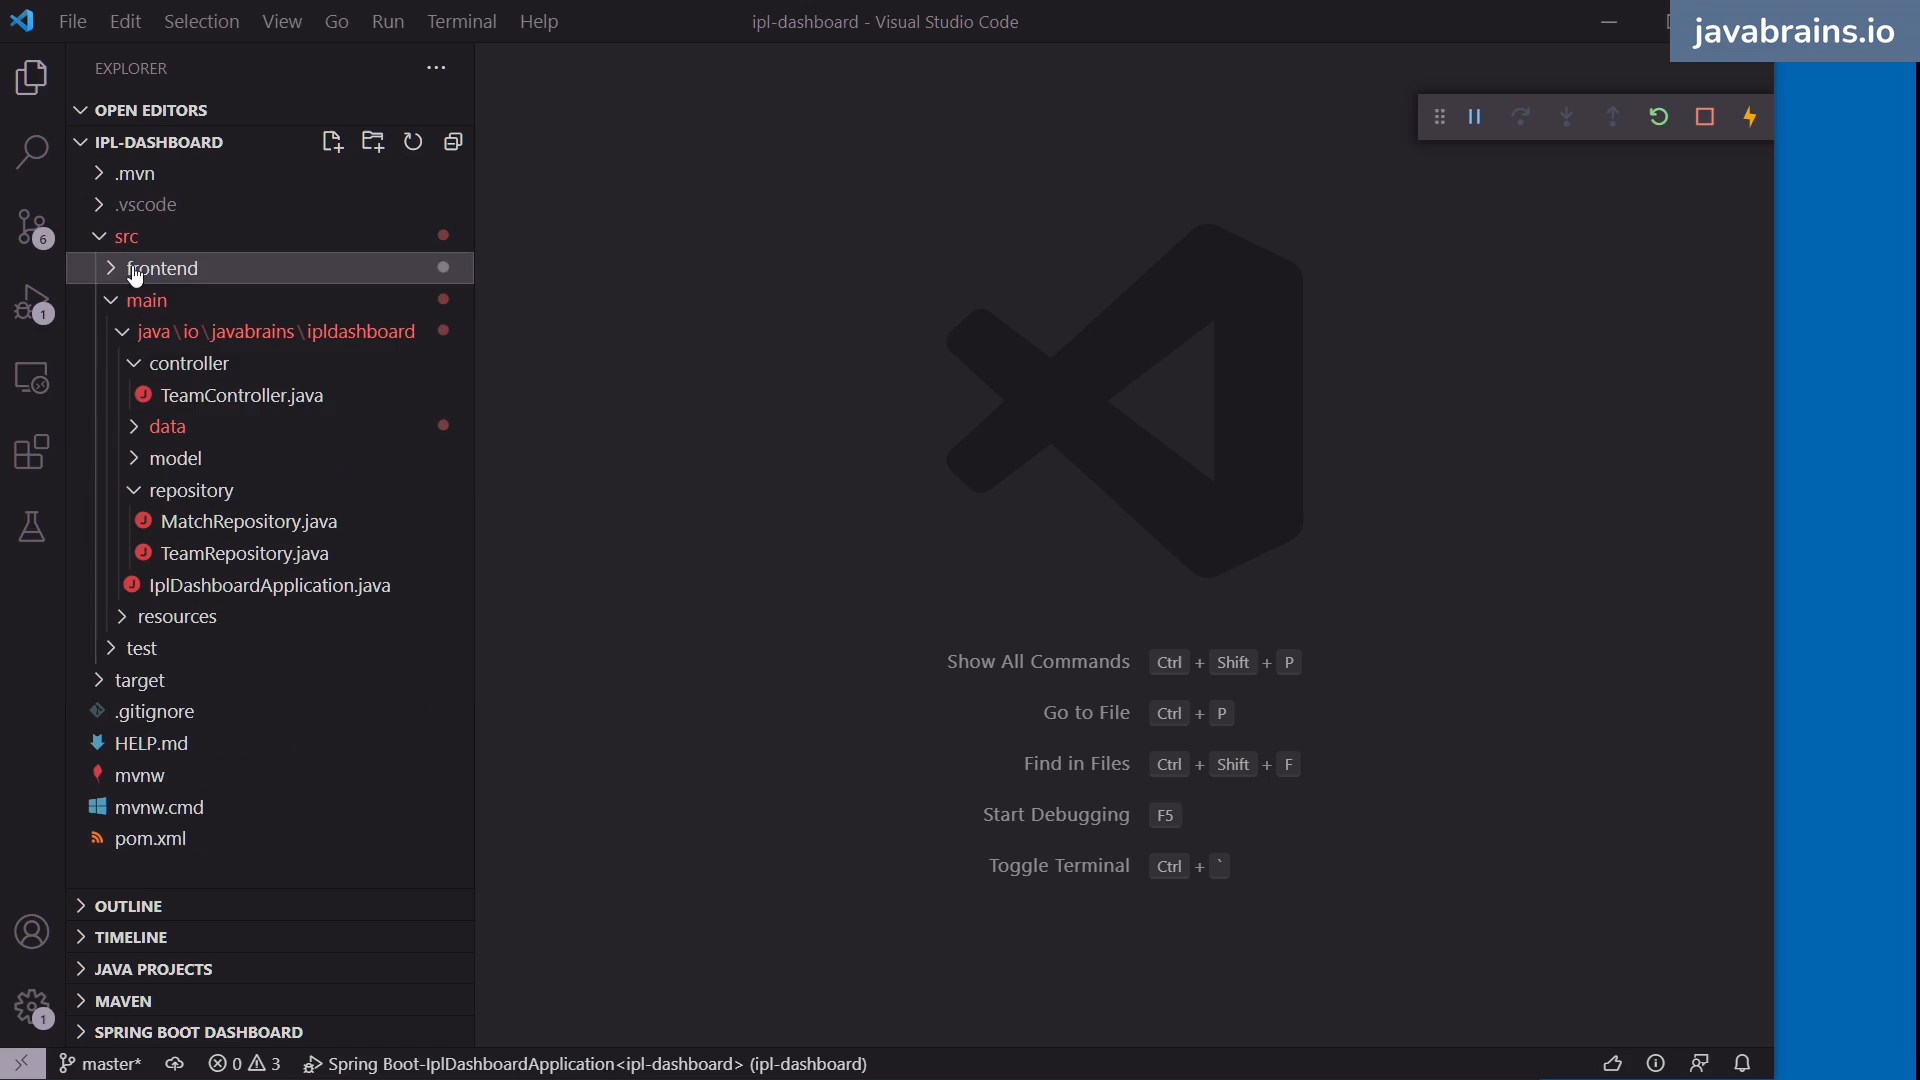 File Edit Selection View Go Run Terminal Help
ipl-dashboard - Visual Studio Code
javabrains.io
EXPLORER
OPEN EDITORS
IPL-DASHBOARD
.mvn
.vscode
src
frontend
main
java\io\javabrains\ipldashboard
controller
TeamController.java
data
model
repository
MatchRepository.java
TeamRepository.java
IplDashboardApplication.java
resources
test
target
.gitignore
HELP.md
mvnw
mvnw.cmd
pom.xml
OUTLINE
TIMELINE
JAVA PROJECTS
MAVEN
SPRING BOOT DASHBOARD
6
1
1
Show All Commands Ctrl + Shift + P
Go to File Ctrl + P
Find in Files Ctrl + Shift + F
Start Debugging F5
Toggle Terminal Ctrl + `
master* 0 3 Spring Boot-IplDashboardApplication<ipl-dashboard> (ipl-dashboard)